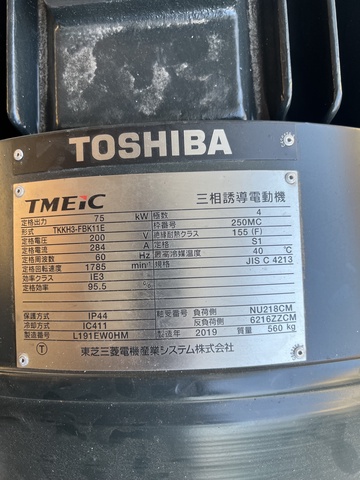 TOSHIBA
TMEiC 三相誘導電動機
定格出力 75 kW 極数 4
形式 TKKH3-FBK11E 枠番号 250MC
定格電圧 200 V 絶縁耐熱クラス 155 (F)
定格電流 284 A 定格 S1
定格周波数 60 Hz 最高冷媒温度 40 ℃
定格回転速度 1785 min⁻¹ 規格 JIS C 4213
効率クラス IE3
効率 95.5 %
保護方式 IP44 軸受番号 負荷側 NU218CM
冷却方式 IC411 反負荷側 6216ZZCM
製造番号 L191EW0HM 製造年 2019 質量 560 kg
T 東芝三菱電機産業システム株式会社